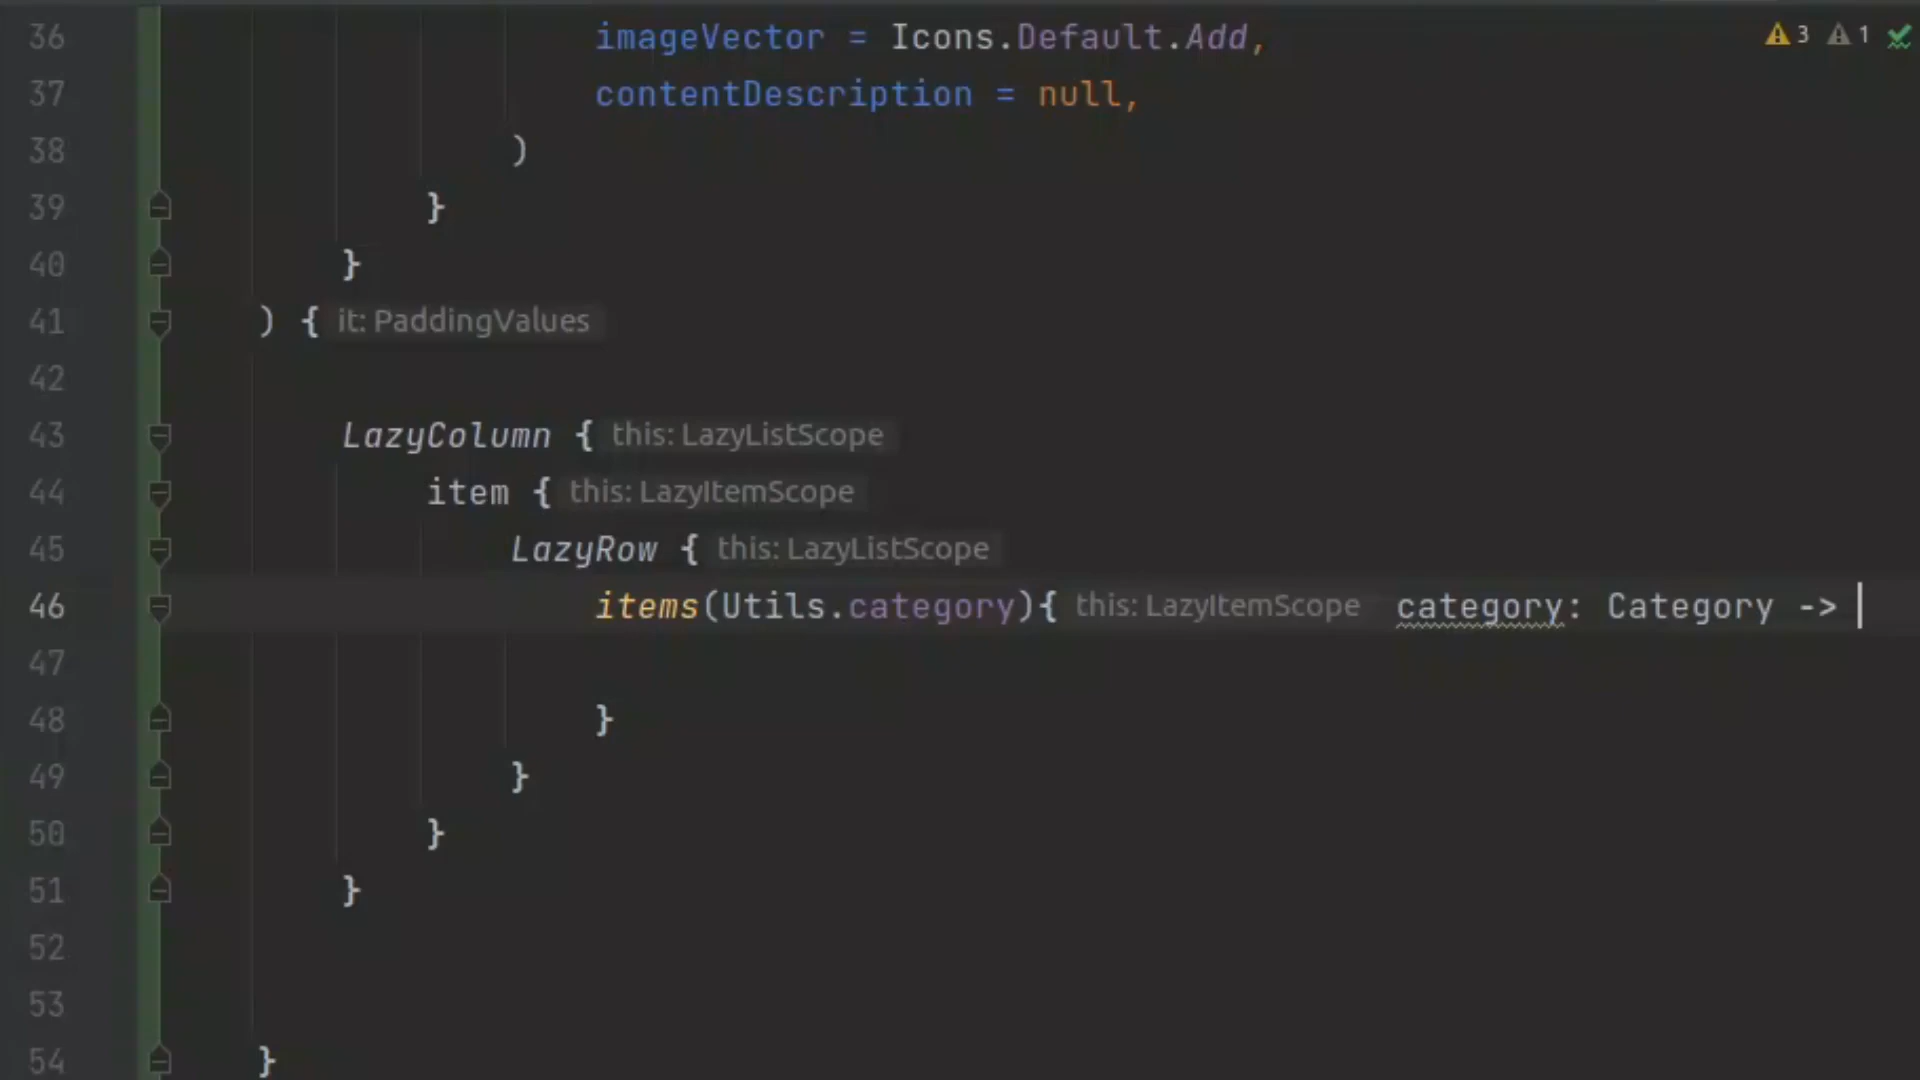 36 imageVector = Icons.Default.Add,
3 1
37 contentDescription = null,
38 )
39 }
40 }
41 ) { it: PaddingValues
42
43 LazyColumn { this: LazyListScope
44 item { this: LazyItemScope
45 LazyRow { this: LazyListScope
46 items(Utils.category){ this: LazyItemScope category: Category ->
47
48 }
49 }
50 }
51 }
52
53
54 }